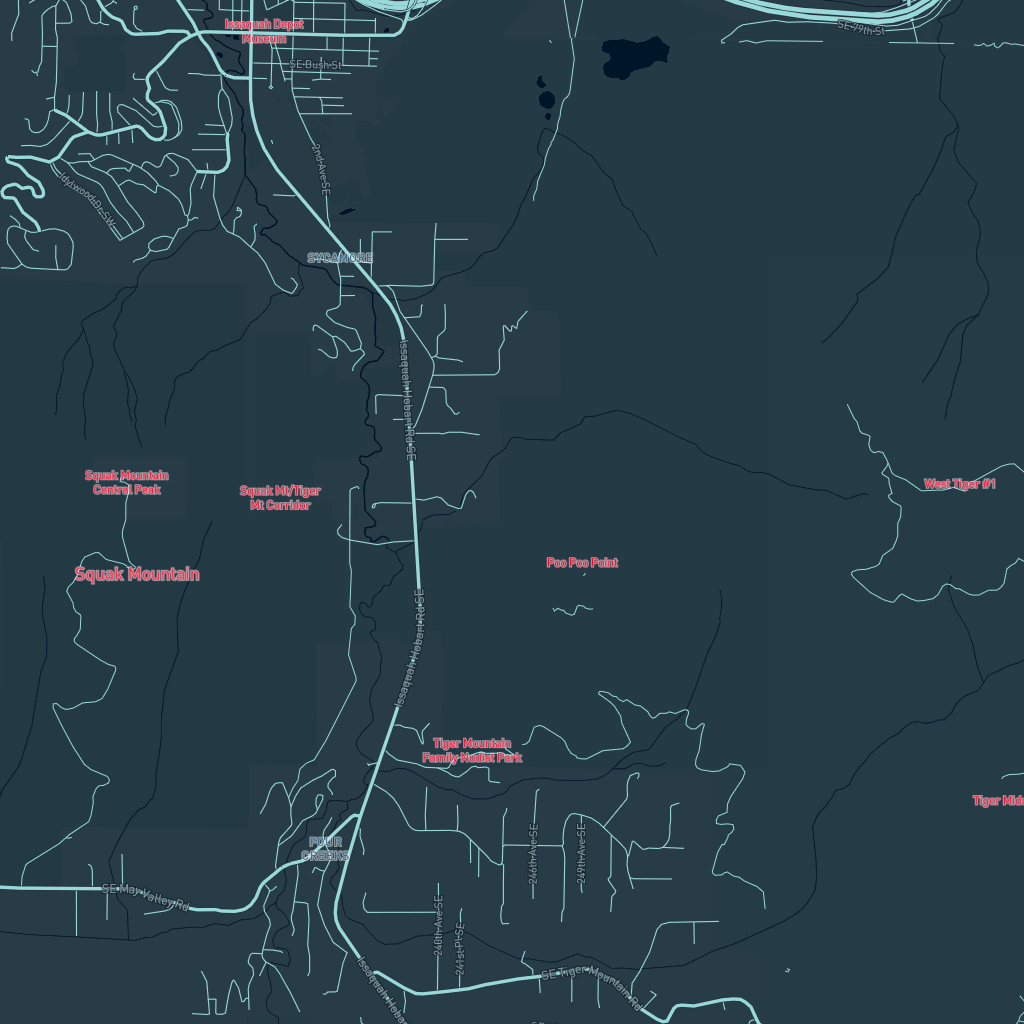 Issaquah Depot
Museum
SE 79th St
SE Bush St
2nd Ave SE
Idylwood Dr SW
SYCAMORE
Issaquah-Hobart Rd SE
Squak Mountain
Central Peak
Squak Mt/Tiger
Mt Corridor
West Tiger #1
Poo Poo Point
Squak Mountain
Issaquah-Hobart Rd SE
Tiger Mountain
Family Nudist Park
FOUR
CREEKS
246th Ave SE
249th Ave SE
SE May Valley Rd
240th Ave SE
241st Pl SE
SE Tiger Mountain Rd